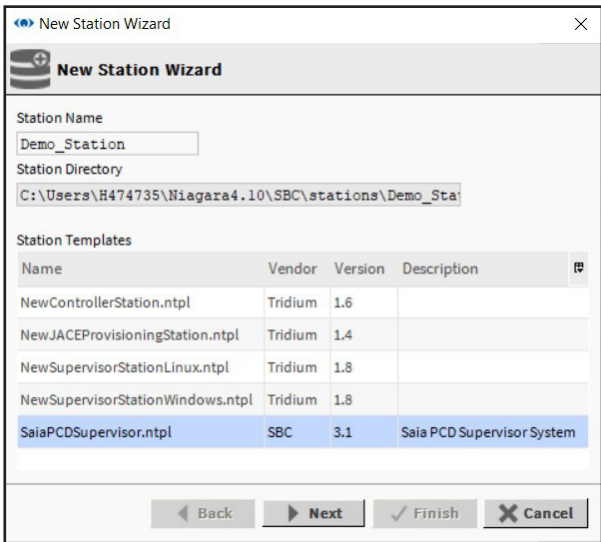 New Station Wizard
New Station Wizard
Station Name
Demo_Station
Station Directory
C:\Users\H474735\Niagara4.10\SBC\stations\Demo_Sta
Station Templates
Name Vendor Version Description
NewControllerStation.ntpl Tridium 1.6
NewJACEProvisioningStation.ntpl Tridium 1.4
NewSupervisorStationLinux.ntpl Tridium 1.8
NewSupervisorStationWindows.ntpl Tridium 1.8
SaiaPCDSupervisor.ntpl SBC 3.1 Saia PCD Supervisor System
Back Next Finish Cancel